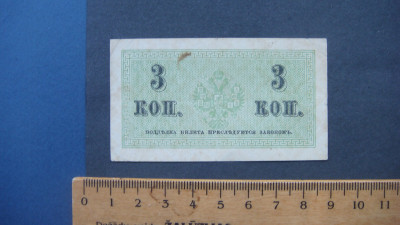 3 3
КОП. КОП.
ПОДДѢЛКА БИЛЕТА ПРЕСЛѢДУЕТСЯ ЗАКОНОМЪ.
0 1 2 3 4 5 6 7 8 9 10 11